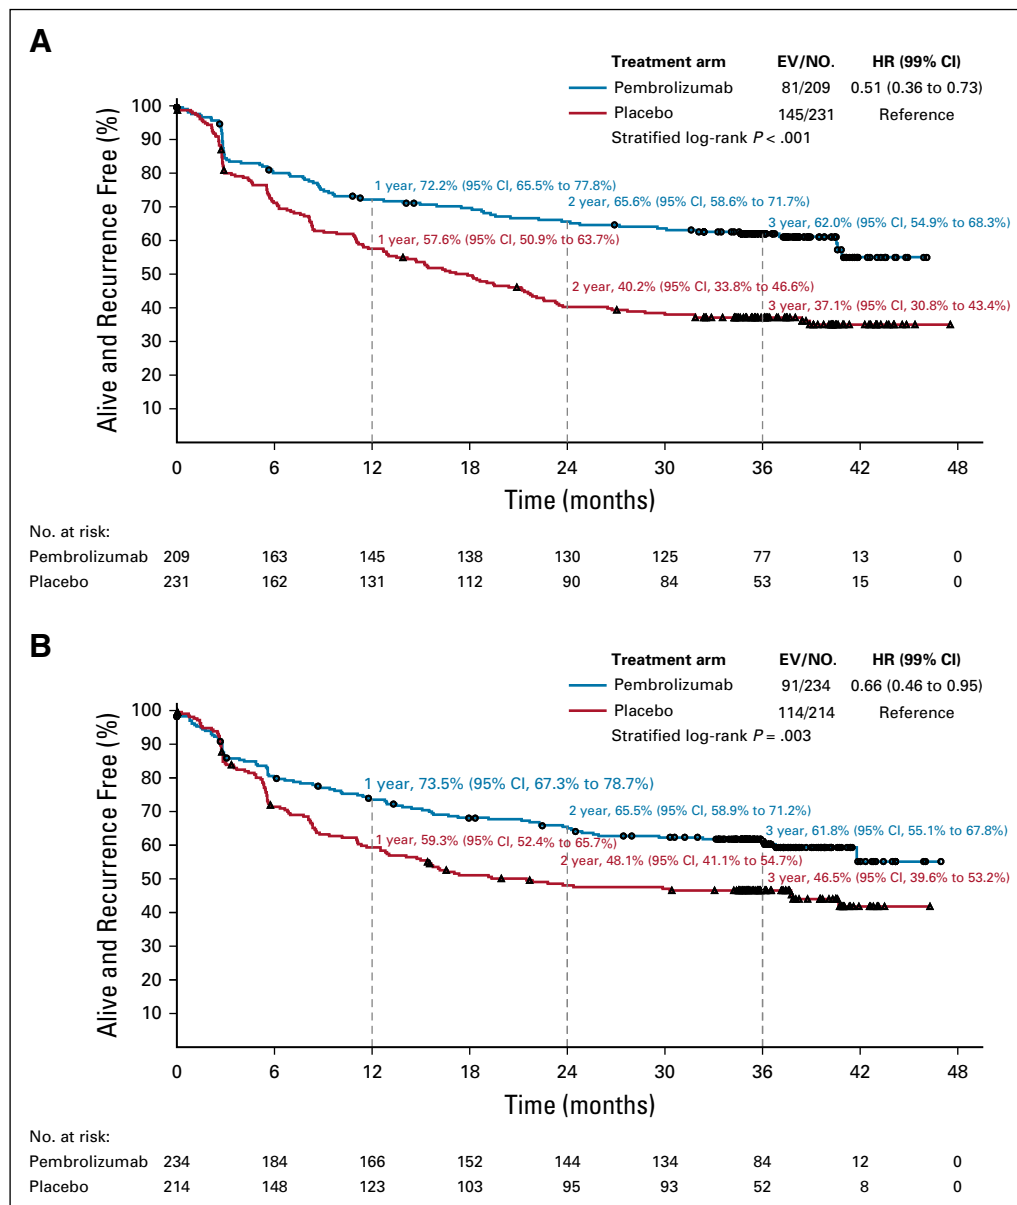 A
Treatment arm EV/NO. HR (99% CI)
Pembrolizumab 81/209 0.51 (0.36 to 0.73)
Placebo 145/231 Reference
Stratified log-rank P < .001
Alive and Recurrence Free (%)
100
90
80
70
60
50
40
30
20
10
1 year, 72.2% (95% CI, 65.5% to 77.8%)
2 year, 65.6% (95% CI, 58.6% to 71.7%)
3 year, 62.0% (95% CI, 54.9% to 68.3%)
1 year, 57.6% (95% CI, 50.9% to 63.7%)
2 year, 40.2% (95% CI, 33.8% to 46.6%)
3 year, 37.1% (95% CI, 30.8% to 43.4%)
0 6 12 18 24 30 36 42 48
Time (months)
No. at risk:
Pembrolizumab 209 163 145 138 130 125 77 13 0
Placebo 231 162 131 112 90 84 53 15 0
B
Treatment arm EV/NO. HR (99% CI)
Pembrolizumab 91/234 0.66 (0.46 to 0.95)
Placebo 114/214 Reference
Stratified log-rank P = .003
Alive and Recurrence Free (%)
100
90
80
70
60
50
40
30
20
10
1 year, 73.5% (95% CI, 67.3% to 78.7%)
2 year, 65.5% (95% CI, 58.9% to 71.2%)
3 year, 61.8% (95% CI, 55.1% to 67.8%)
1 year, 59.3% (95% CI, 52.4% to 65.7%)
2 year, 48.1% (95% CI, 41.1% to 54.7%)
3 year, 46.5% (95% CI, 39.6% to 53.2%)
0 6 12 18 24 30 36 42 48
Time (months)
No. at risk:
Pembrolizumab 234 184 166 152 144 134 84 12 0
Placebo 214 148 123 103 95 93 52 8 0